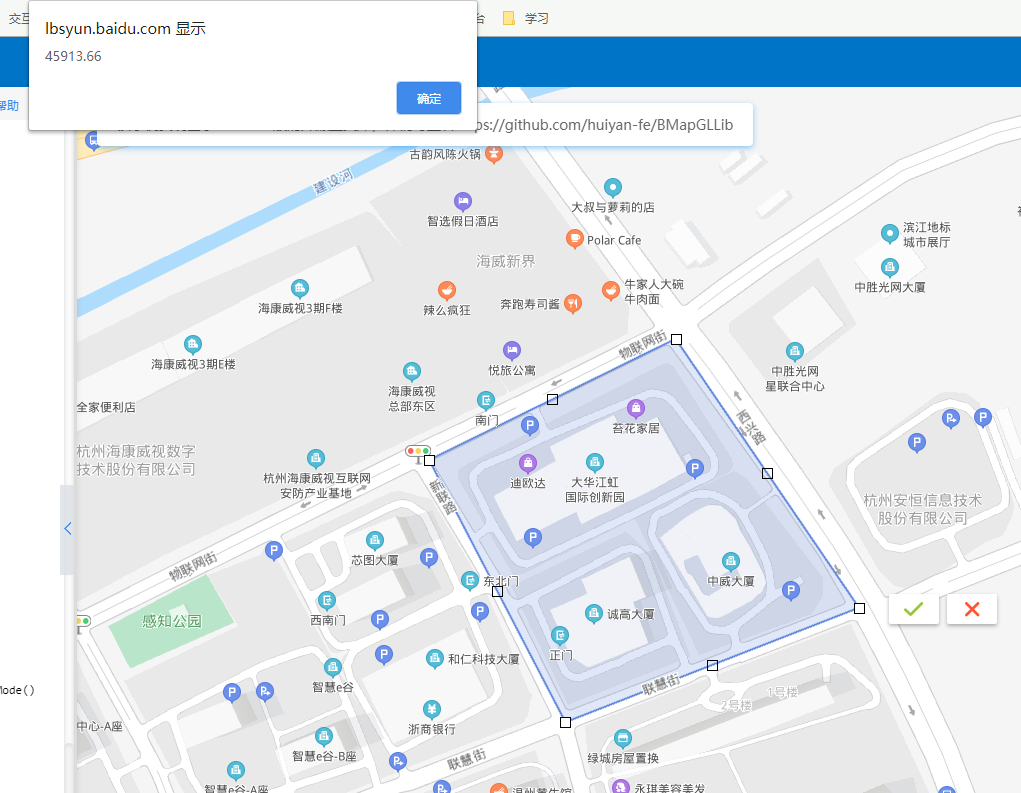 交互
台
学习
lbsyun.baidu.com 显示
45913.66
确定
帮助
ps://github.com/huiyan-fe/BMapGLLib
古韵风陈火锅
建设河
智选假日酒店
大叔与萝莉的店
滨江地标
城市展厅
Polar Cafe
海威新界
中胜光网大厦
牛家人大碗
牛肉面
海康威视3期F楼
辣么疯狂
奔跑寿司酱
物联网街
海康威视3期E楼
悦旅公寓
中胜光网
星联合中心
海康威视
总部东区
全家便利店
南门
苔花家居
西兴路
杭州海康威视数字
技术股份有限公司
杭州海康威视互联网
安防产业基地
新联路
迪欧达
大华江虹
国际创新园
杭州安恒信息技术
股份有限公司
物联网街
芯图大厦
东北门
中威大厦
感知公园
西南门
诚高大厦
正门
和仁科技大厦
智慧e谷
联慧街
1号楼
2号楼
Mode()
中心-A座
浙商银行
智慧e谷-B座
联慧街
绿城房屋置换
智慧e谷-A座
温州黄牛馆
永琪美容美发